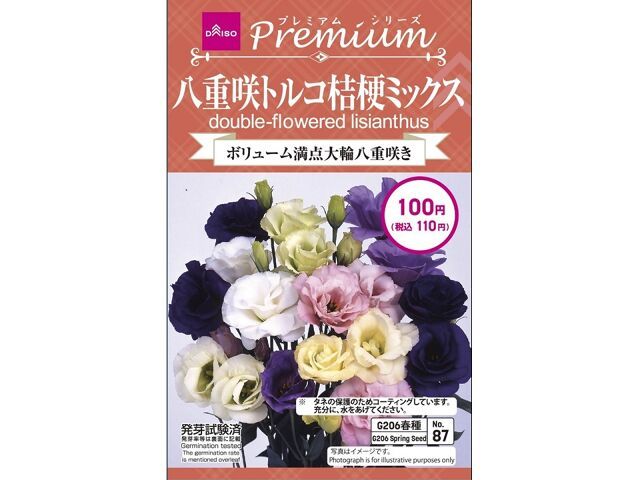 DAISO
プレミアム シリーズ
Premium
八重咲トルコ桔梗ミックス
double-flowered lisianthus
ボリューム満点大輪八重咲き
100円
(税込 110円)
※ タネの保護のためコーティングしています。
充分に、水をあげてください。
発芽試験済
発芽率等は裏面に記載
Germination tested
The germination rate
is mentioned overleaf
G206春種
G206 Spring Seed
No.
87
写真はイメージです。
Photograph is for illustrative purposes only